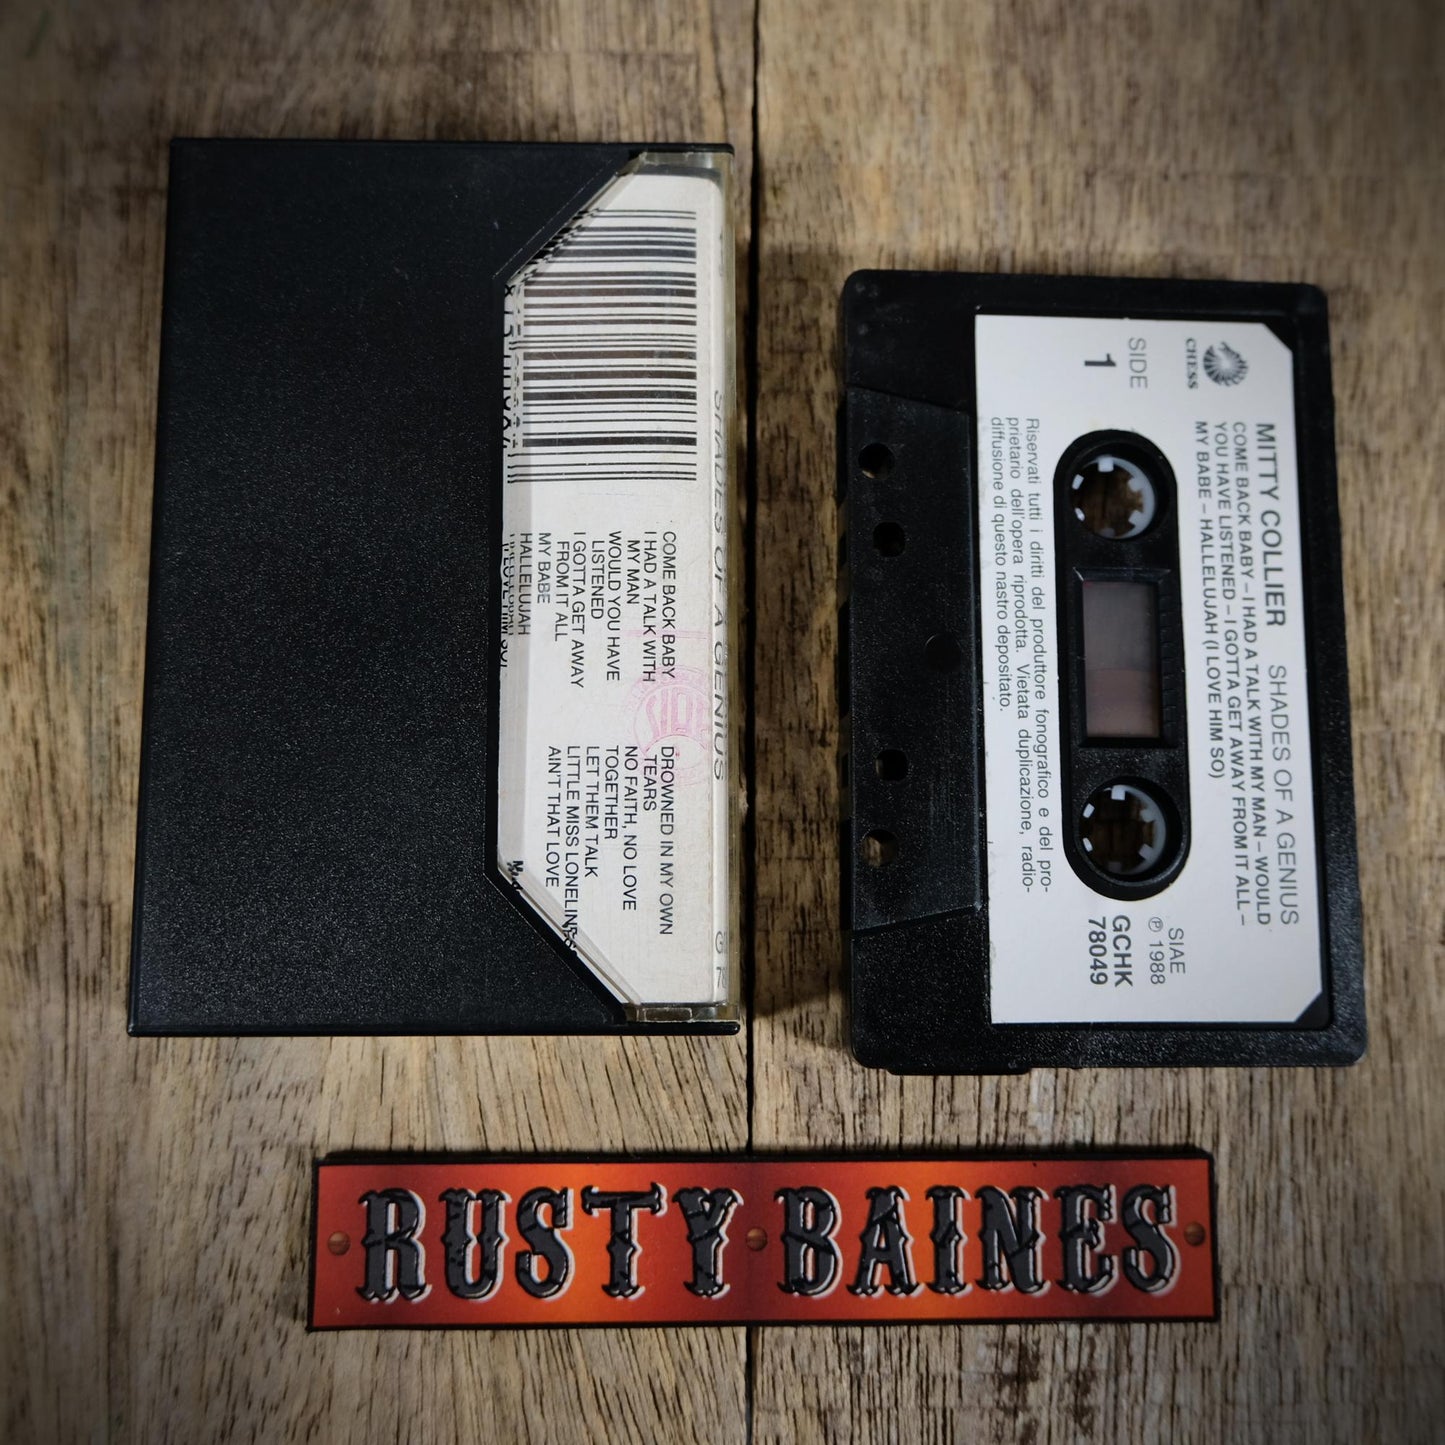 SHADES OF A GENIUS
COME BACK BABY
I HAD A TALK WITH
MY MAN
WOULD YOU HAVE
LISTENED
I GOTTA GET AWAY
FROM IT ALL
MY BABE
HALLELUJAH
DROWNED IN MY OWN
TEARS
NO FAITH, NO LOVE
TOGETHER
LET THEM TALK
LITTLE MISS LONELINESS
AIN'T THAT LOVE
CHESS
SIDE
1
MITTY COLLIER SHADES OF A GENIUS
COME BACK BABY – I HAD A TALK WITH MY MAN – WOULD
YOU HAVE LISTENED – I GOTTA GET AWAY FROM IT ALL –
MY BABE – HALLELUJAH (I LOVE HIM SO)
SIAE
℗ 1988
GCHK
78049
Riservati tutti i diritti del produttore fonografico e del pro-
prietario dell'opera riprodotta. Vietata duplicazione, radio-
diffusione di questo nastro depositato.
RUSTY BAINES